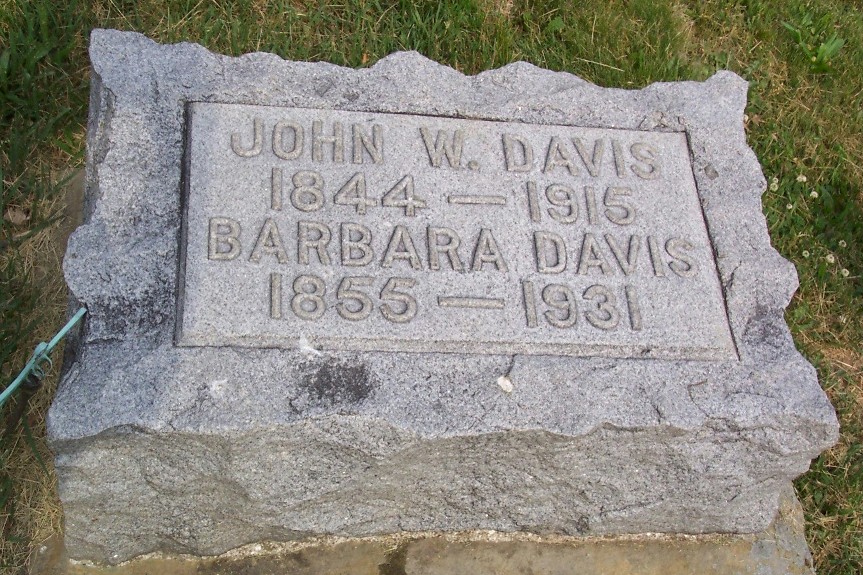 JOHN W. DAVIS
1844 — 1915
BARBARA DAVIS
1855 — 1931